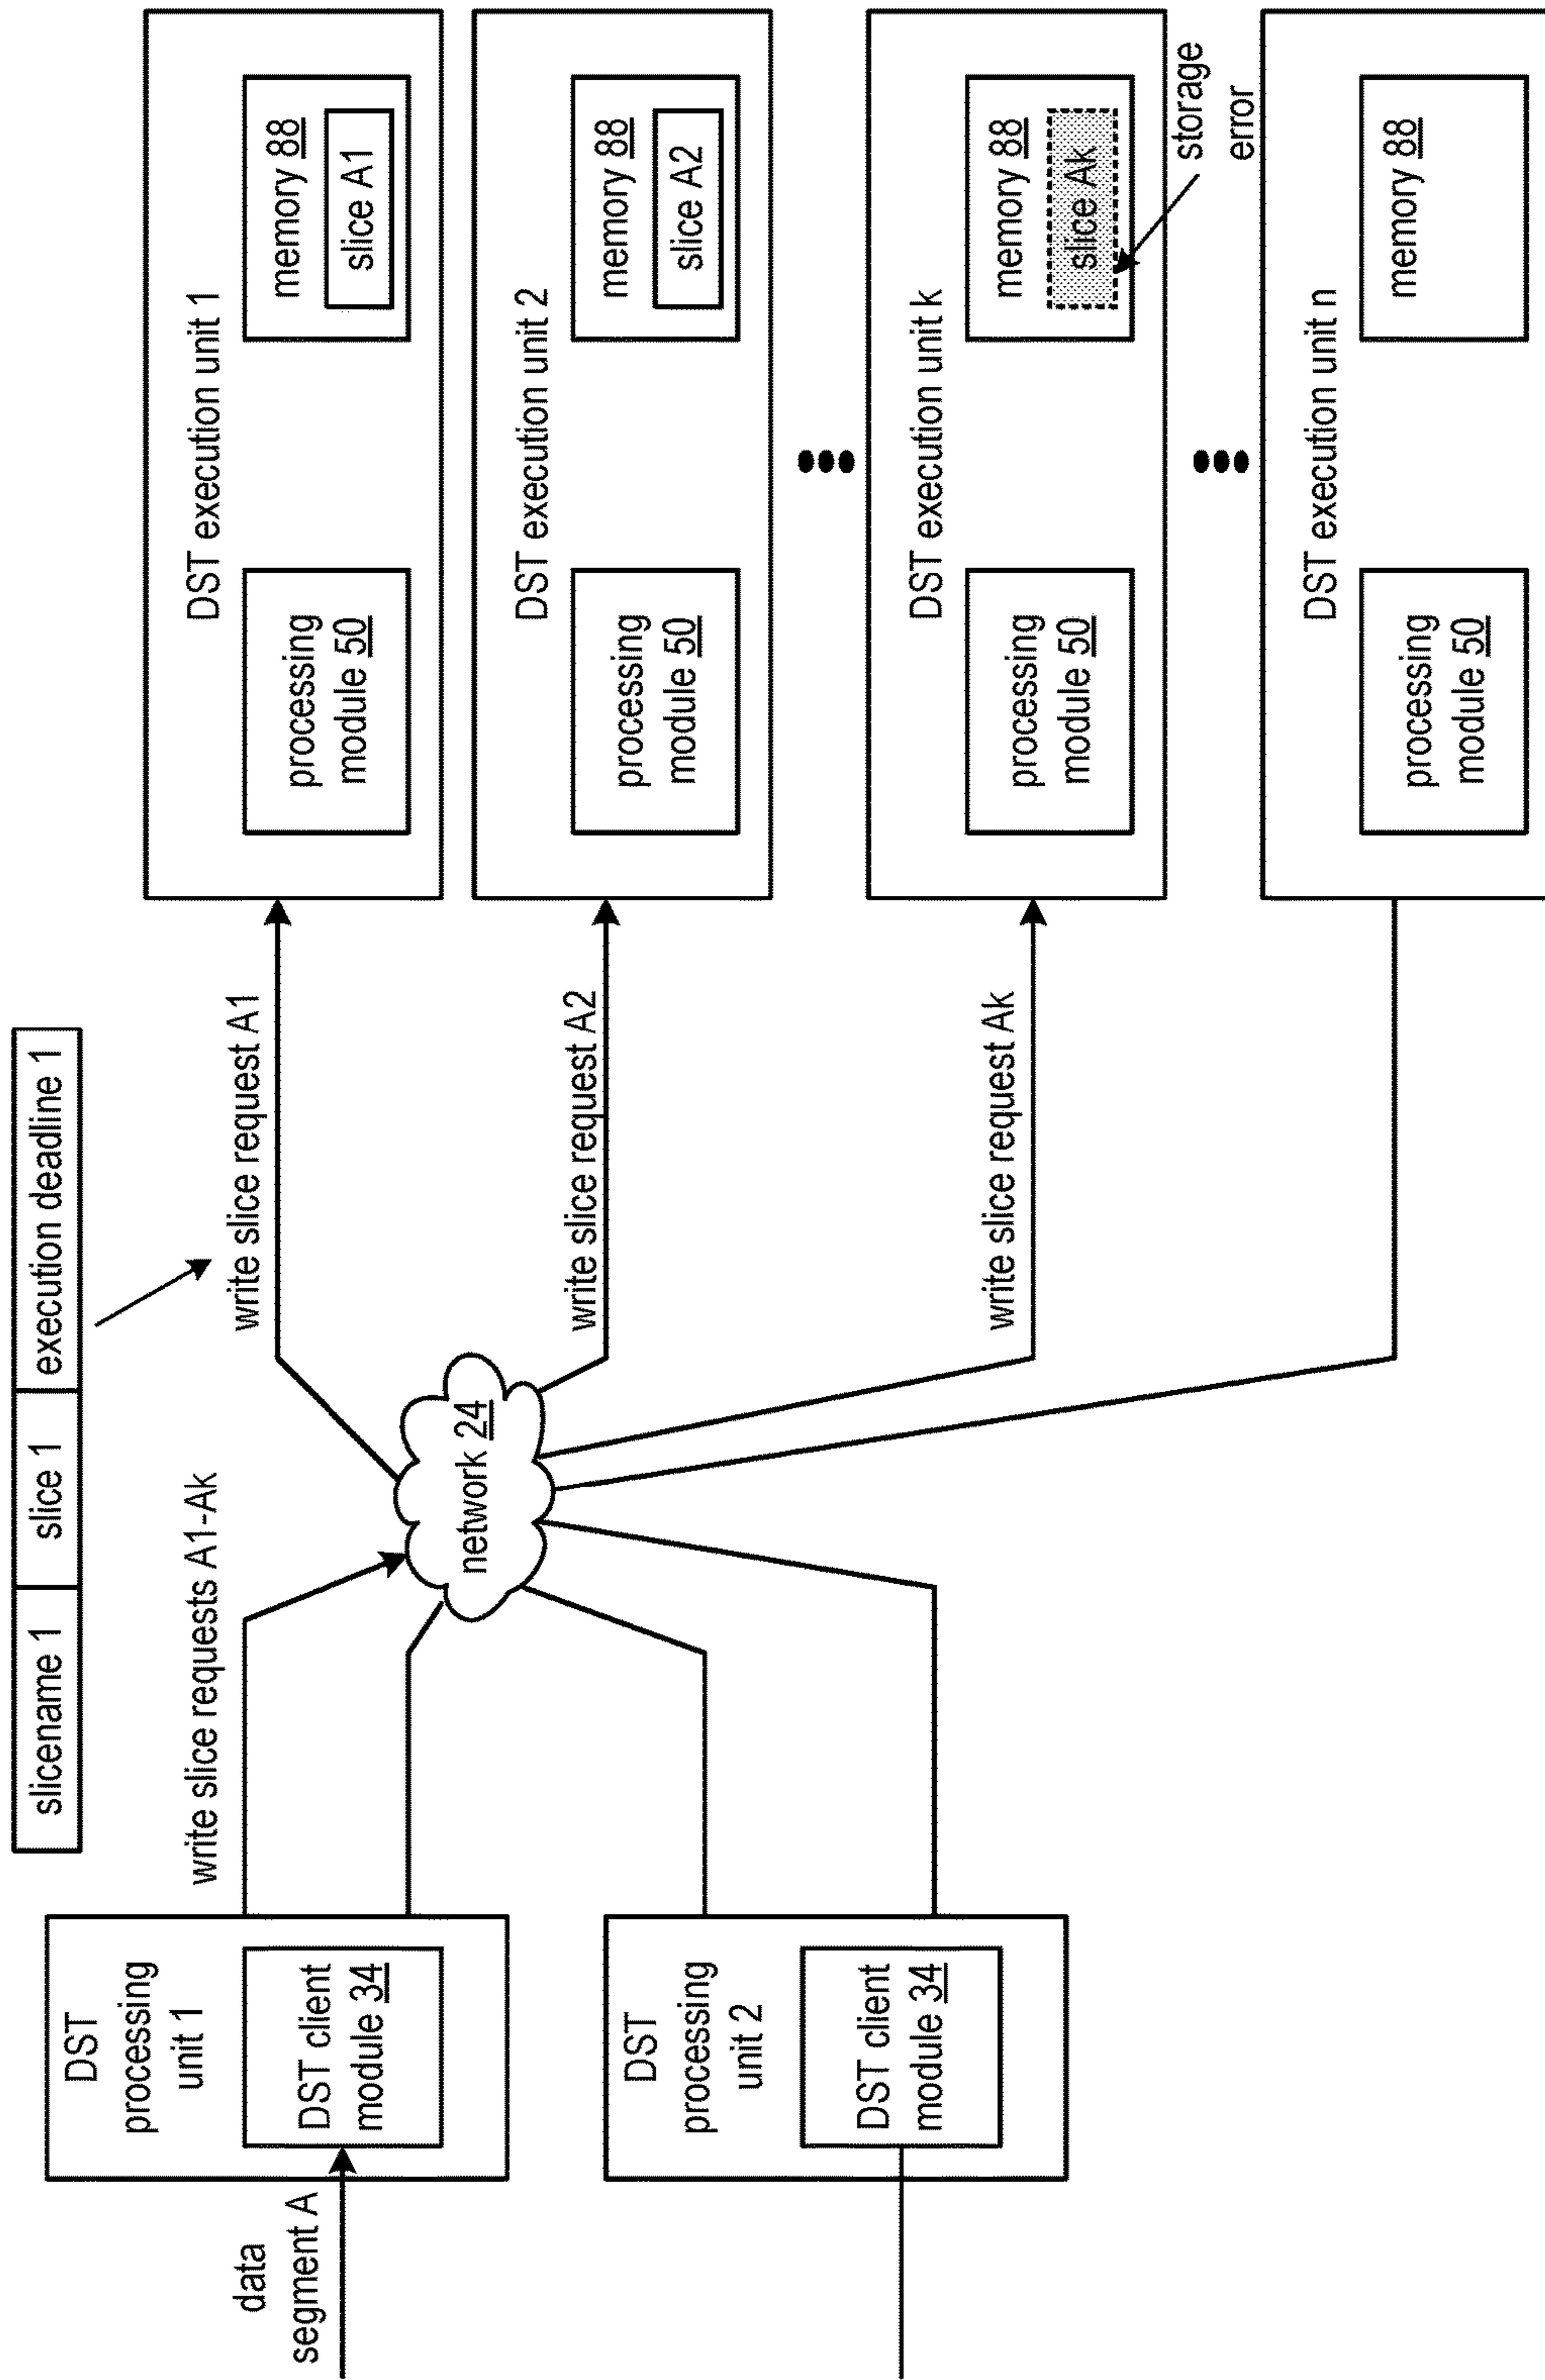 slicename 1
slice 1
execution deadline 1
data
segment A
DST
processing
unit 1
DST client
module 34
DST
processing
unit 2
DST client
module 34
write slice requests A1-Ak
network 24
write slice request A1
write slice request A2
write slice request Ak
DST execution unit 1
processing
module 50
memory 88
slice A1
DST execution unit 2
processing
module 50
memory 88
slice A2
DST execution unit k
processing
module 50
memory 88
slice Ak
storage
error
DST execution unit n
processing
module 50
memory 88